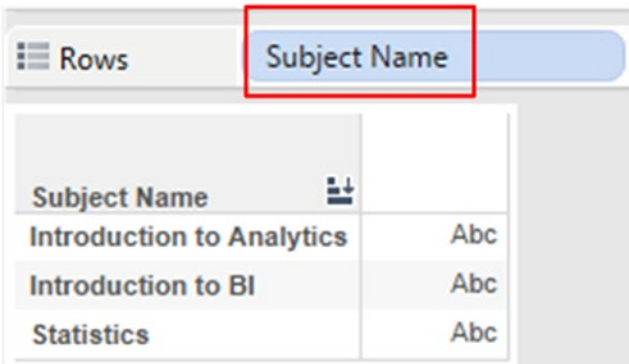 Rows Subject Name
Subject Name
Introduction to Analytics Abc
Introduction to BI Abc
Statistics Abc